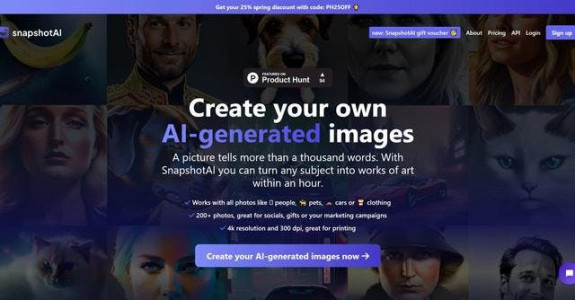 Get your 25% spring discount with code: PH25OFF
snapshotAI
new: SnapshotAI gift voucher
About
Pricing
API
Login
Sign up
FEATURED ON
Product Hunt
94
Create your own
AI-generated images
A picture tells more than a thousand words. With
SnapshotAI you can turn any subject into works of art
within an hour.
Works with all photos like people, pets, cars or clothing
200+ photos, great for socials, gifts or your marketing campaigns
4k resolution and 300 dpi, great for printing
Create your AI-generated images now →